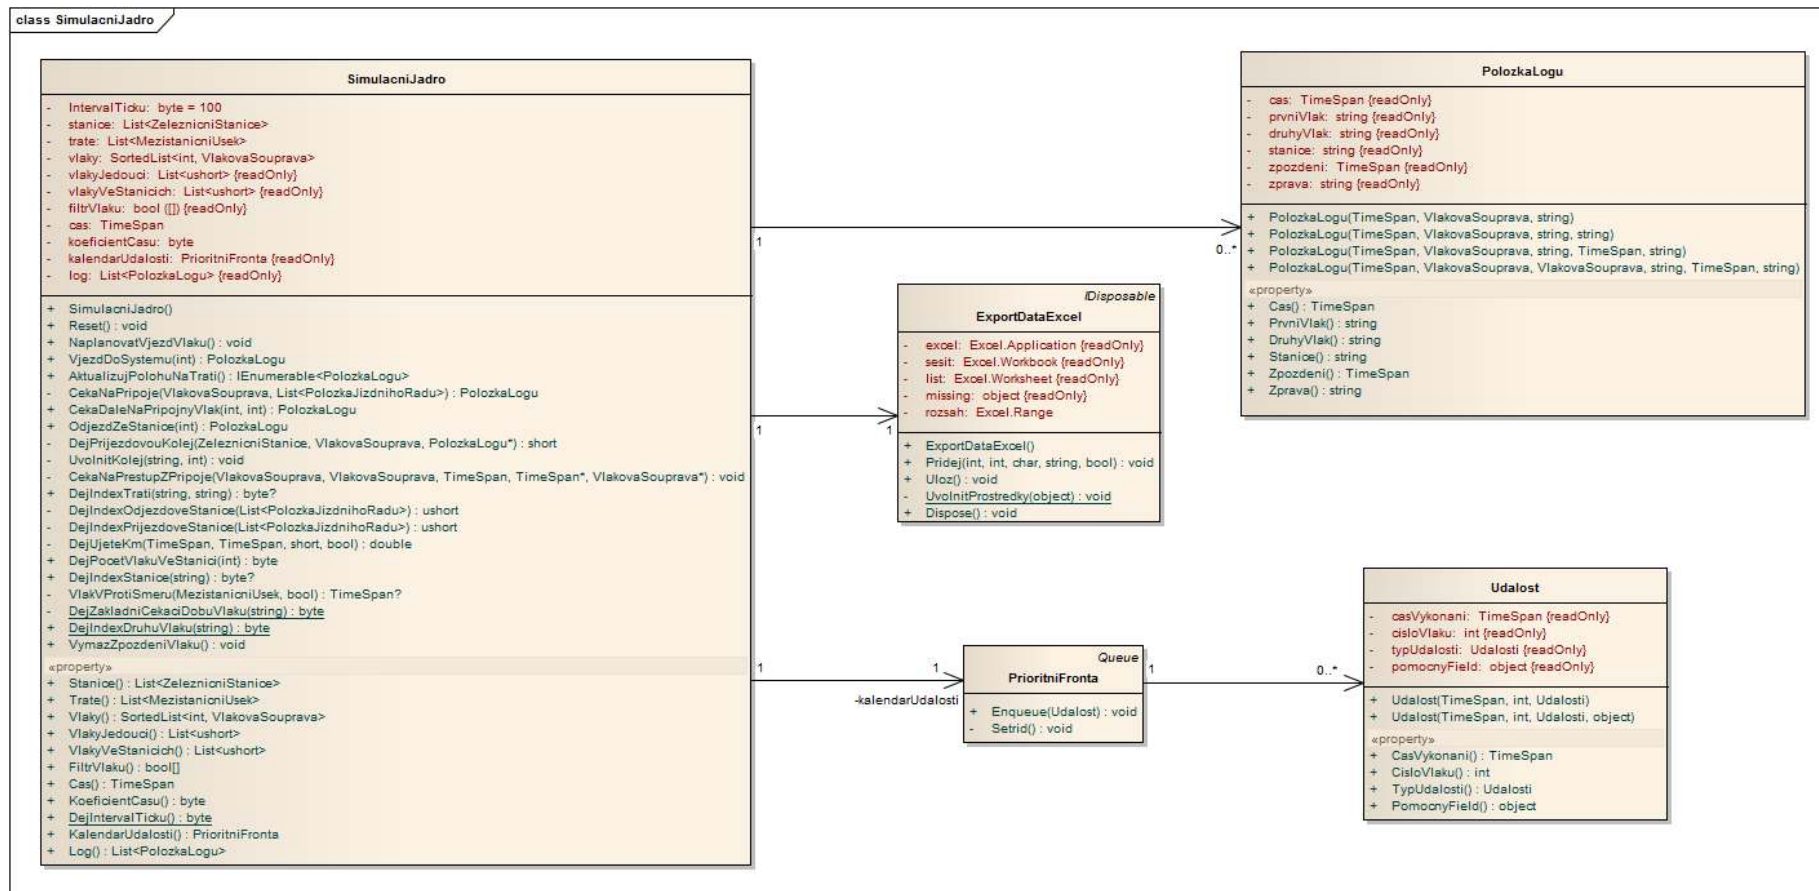 class SimulacniJadro
SimulacniJadro
- IntervalTicku: byte = 100
- stanice: List<ZeleznicniStanice>
- trate: List<MezistanicniUsek>
- vlaky: SortedList<int, VlakovaSouprava>
- vlakyJedouci: List<ushort> {readOnly}
- vlakyVeStanicich: List<ushort> {readOnly}
- filtrVlaku: bool ([]) {readOnly}
- cas: TimeSpan
- koeficientCasu: byte
- kalendarUdalosti: PrioritniFronta {readOnly}
- log: List<PolozkaLogu> {readOnly}
+ SimulacniJadro()
+ Reset() : void
+ NaplanovatVjezdVlaku() : void
+ VjezdDoSystemu(int) : PolozkaLogu
+ AktualizujPolohuNaTrati() : IEnumerable<PolozkaLogu>
- CekaNaPripoje(VlakovaSouprava, List<PolozkaJizdnihoRadu>) : PolozkaLogu
+ CekaDaleNaPripojnyVlak(int, int) : PolozkaLogu
+ OdjezdZeStanice(int) : PolozkaLogu
- DejPrijezdovouKolej(ZeleznicniStanice, VlakovaSouprava, PolozkaLogu*) : short
- UvolnitKolej(string, int) : void
- CekaNaPrestupZPripoje(VlakovaSouprava, VlakovaSouprava, TimeSpan, TimeSpan*, VlakovaSouprava*) : void
+ DejIndexTrati(string, string) : byte?
- DejIndexOdjezdoveStanice(List<PolozkaJizdnihoRadu>) : ushort
- DejIndexPrijezdoveStanice(List<PolozkaJizdnihoRadu>) : ushort
- DejUjeteKm(TimeSpan, TimeSpan, short, bool) : double
+ DejPocetVlakuVeStanici(int) : byte
+ DejIndexStanice(string) : byte?
- VlakVProtiSmeru(MezistanicniUsek, bool) : TimeSpan?
- DejZakladniCekaciDobuVlaku(string) : byte
+ DejIndexDruhuVlaku(string) : byte
+ VymazZpozdeniVlaku() : void
«property»
+ Stanice() : List<ZeleznicniStanice>
+ Trate() : List<MezistanicniUsek>
+ Vlaky() : SortedList<int, VlakovaSouprava>
+ VlakyJedouci() : List<ushort>
+ VlakyVeStanicich() : List<ushort>
+ FiltrVlaku() : bool[]
+ Cas() : TimeSpan
+ KoeficientCasu() : byte
+ DejIntervalTicku() : byte
+ KalendarUdalosti() : PrioritniFronta
+ Log() : List<PolozkaLogu>
1
0..*
PolozkaLogu
- cas: TimeSpan {readOnly}
- prvniVlak: string {readOnly}
- druhyVlak: string {readOnly}
- stanice: string {readOnly}
- zpozdeni: TimeSpan {readOnly}
- zprava: string {readOnly}
+ PolozkaLogu(TimeSpan, VlakovaSouprava, string)
+ PolozkaLogu(TimeSpan, VlakovaSouprava, string, string)
+ PolozkaLogu(TimeSpan, VlakovaSouprava, string, TimeSpan, string)
+ PolozkaLogu(TimeSpan, VlakovaSouprava, VlakovaSouprava, string, TimeSpan, string)
«property»
+ Cas() : TimeSpan
+ PrvniVlak() : string
+ DruhyVlak() : string
+ Stanice() : string
+ Zpozdeni() : TimeSpan
+ Zprava() : string
1
1
IDisposable
ExportDataExcel
- excel: Excel.Application {readOnly}
- sesit: Excel.Workbook {readOnly}
- list: Excel.Worksheet {readOnly}
- missing: object {readOnly}
- rozsah: Excel.Range
+ ExportDataExcel()
+ Pridej(int, int, char, string, bool) : void
+ Uloz() : void
- UvolnitProstredky(object) : void
+ Dispose() : void
1
1
-kalendarUdalosti
Queue
PrioritniFronta
+ Enqueue(Udalost) : void
- Setrid() : void
1
0..*
Udalost
- casVykonani: TimeSpan {readOnly}
- cisloVlaku: int {readOnly}
- typUdalosti: Udalosti {readOnly}
- pomocnyField: object {readOnly}
+ Udalost(TimeSpan, int, Udalosti)
+ Udalost(TimeSpan, int, Udalosti, object)
«property»
+ CasVykonani() : TimeSpan
+ CisloVlaku() : int
+ TypUdalosti() : Udalosti
+ PomocnyField() : object